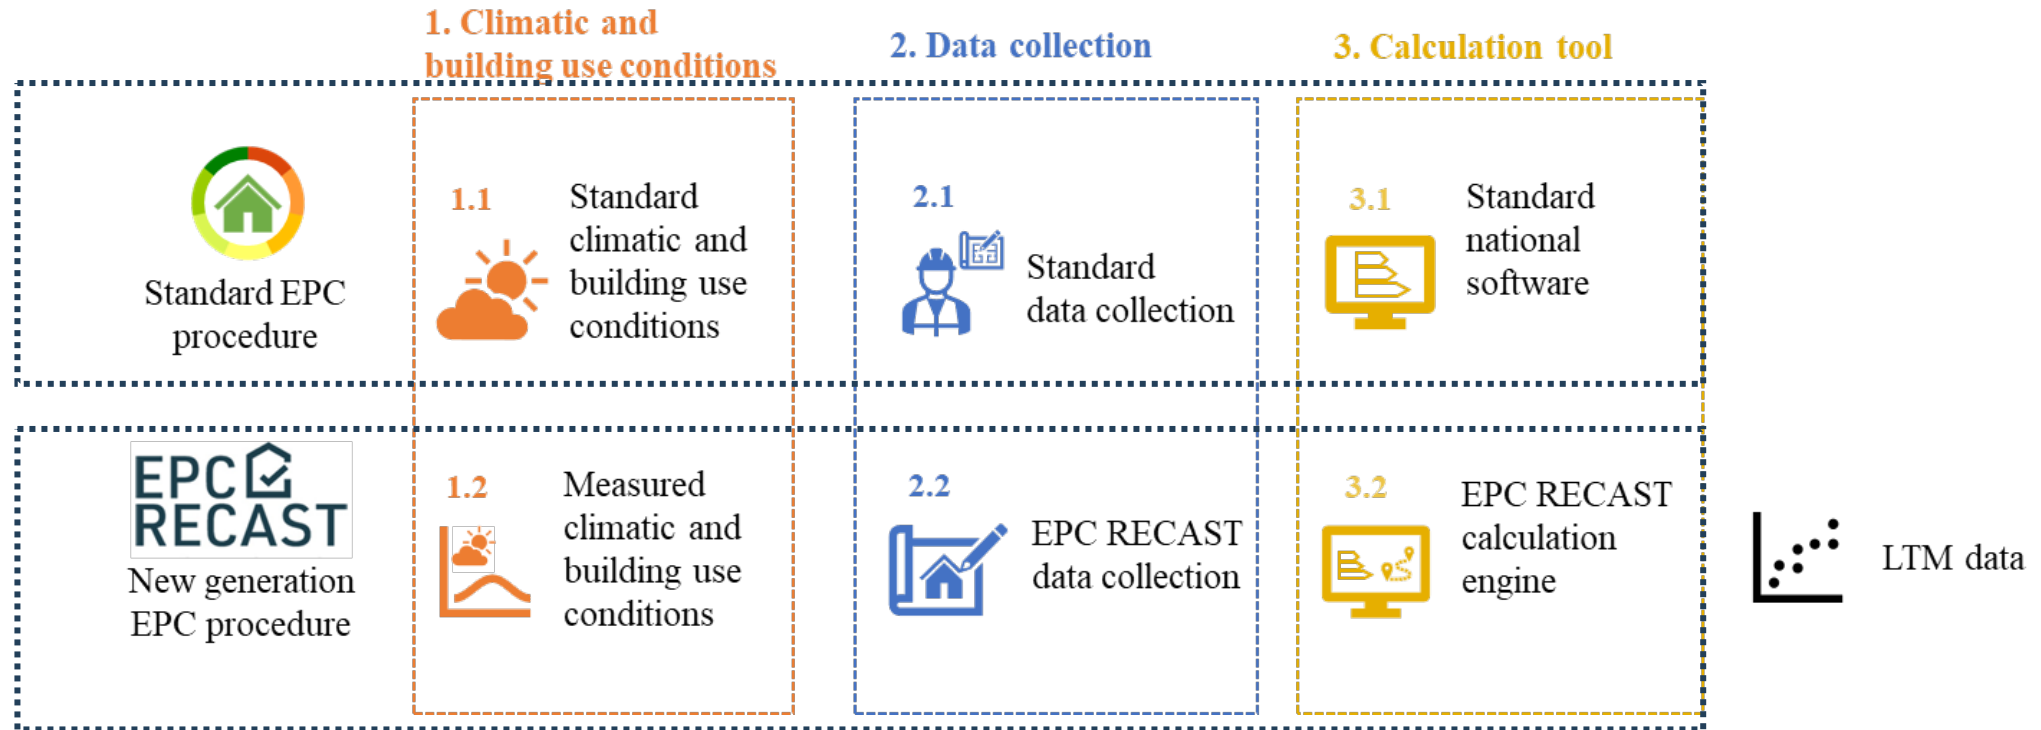 1. Climatic and
building use conditions
2. Data collection
3. Calculation tool
Standard EPC
procedure
1.1
Standard
climatic and
building use
conditions
2.1
Standard
data collection
3.1
Standard
national
software
EPC
RECAST
New generation
EPC procedure
1.2
Measured
climatic and
building use
conditions
2.2
EPC RECAST
data collection
3.2
EPC RECAST
calculation
engine
LTM data